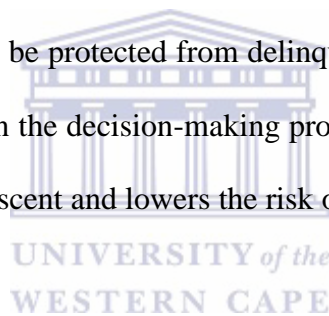 be protected from delinq
the decision-making pro
scent and lowers the risk o
UNIVERSITY of the
WESTERN CAPE